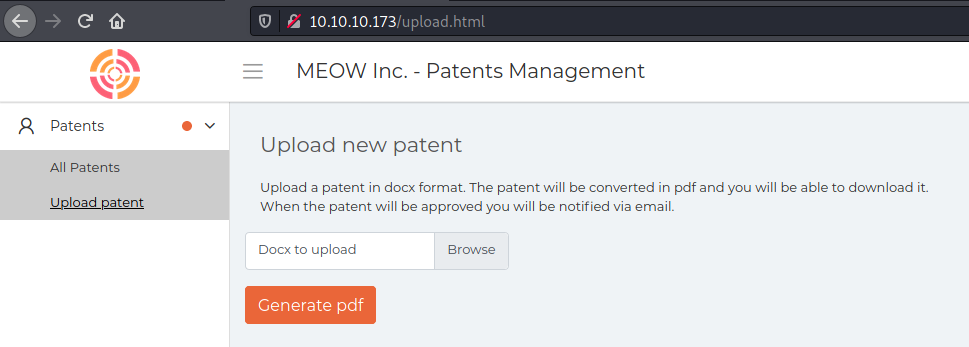 10.10.10.173/upload.html
MEOW Inc. - Patents Management
Patents
All Patents
Upload patent
Upload new patent
Upload a patent in docx format. The patent will be converted in pdf and you will be able to download it.
When the patent will be approved you will be notified via email.
Docx to upload Browse
Generate pdf